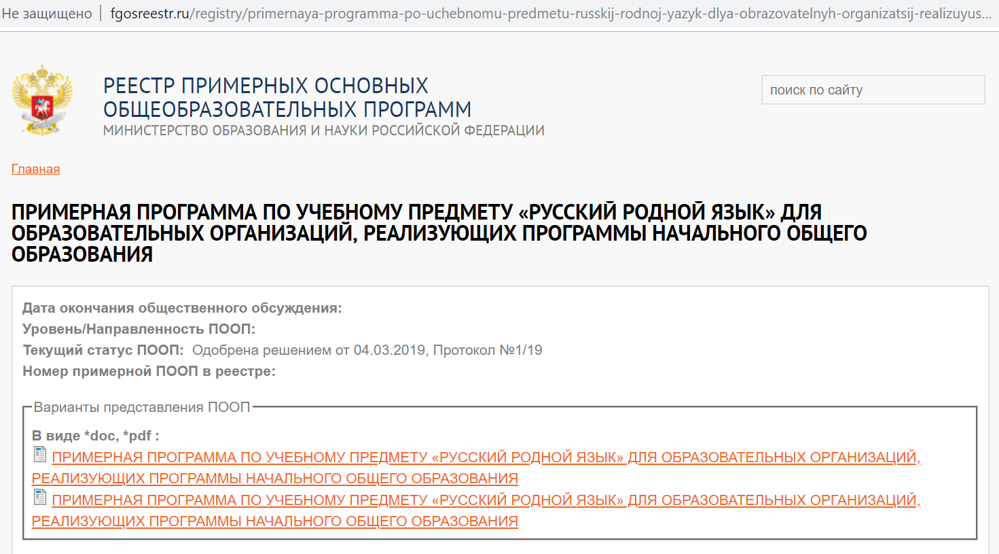 Не защищено
fgosreestr.ru/registry/primernaya-programma-po-uchebnomu-predmetu-russkij-rodnoj-yazyk-dlya-obrazovatelnyh-organizatsij-realizuyus...
РЕЕСТР ПРИМЕРНЫХ ОСНОВНЫХ
ОБЩЕОБРАЗОВАТЕЛЬНЫХ ПРОГРАММ
МИНИСТЕРСТВО ОБРАЗОВАНИЯ И НАУКИ РОССИЙСКОЙ ФЕДЕРАЦИИ
поиск по сайту
Главная
ПРИМЕРНАЯ ПРОГРАММА ПО УЧЕБНОМУ ПРЕДМЕТУ «РУССКИЙ РОДНОЙ ЯЗЫК» ДЛЯ
ОБРАЗОВАТЕЛЬНЫХ ОРГАНИЗАЦИЙ, РЕАЛИЗУЮЩИХ ПРОГРАММЫ НАЧАЛЬНОГО ОБЩЕГО
ОБРАЗОВАНИЯ
Дата окончания общественного обсуждения:
Уровень/Направленность ПООП:
Текущий статус ПООП: Одобрена решением от 04.03.2019, Протокол №1/19
Номер примерной ПООП в реестре:
Варианты представления ПООП
В виде *doc, *pdf :
ПРИМЕРНАЯ ПРОГРАММА ПО УЧЕБНОМУ ПРЕДМЕТУ «РУССКИЙ РОДНОЙ ЯЗЫК» ДЛЯ ОБРАЗОВАТЕЛЬНЫХ ОРГАНИЗАЦИЙ,
РЕАЛИЗУЮЩИХ ПРОГРАММЫ НАЧАЛЬНОГО ОБЩЕГО ОБРАЗОВАНИЯ
ПРИМЕРНАЯ ПРОГРАММА ПО УЧЕБНОМУ ПРЕДМЕТУ «РУССКИЙ РОДНОЙ ЯЗЫК» ДЛЯ ОБРАЗОВАТЕЛЬНЫХ ОРГАНИЗАЦИЙ,
РЕАЛИЗУЮЩИХ ПРОГРАММЫ НАЧАЛЬНОГО ОБЩЕГО ОБРАЗОВАНИЯ